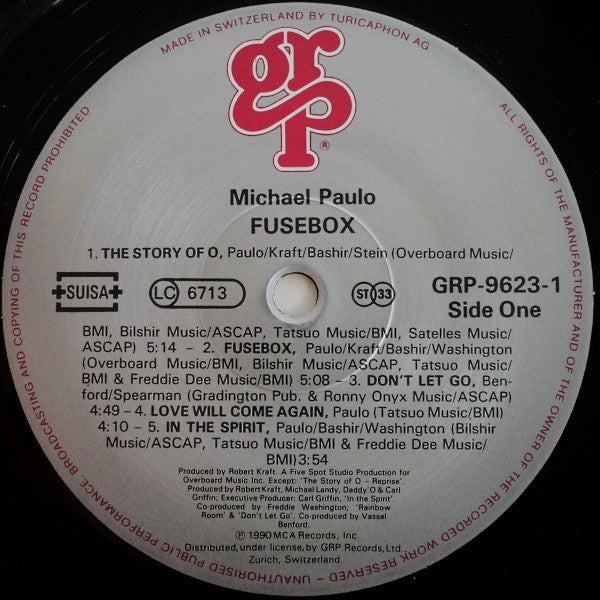 MADE IN SWITZERLAND BY TURICAPHON AG
grp
®
ALL RIGHTS OF THE MANUFACTURER AND OF THE OWNER OF THE RECORDED WORK RESERVED – UNAUTHORISED PUBLIC PERFORMANCE BROADCASTING AND COPYING OF THIS RECORD PROHIBITED
Michael Paulo
FUSEBOX
1. THE STORY OF O, Paulo/Kraft/Bashir/Stein (Overboard Music/
SUISA
LC 6713
ST 33
GRP-9623-1
Side One
BMI, Bilshir Music/ASCAP, Tatsuo Music/BMI, Satelles Music/
ASCAP) 5:14 – 2. FUSEBOX, Paulo/Kraft/Bashir/Washington
(Overboard Music/BMI, Bilshir Music/ASCAP, Tatsuo Music/
BMI & Freddie Dee Music/BMI) 5:08 – 3. DON'T LET GO, Ben-
ford/Spearman (Gradington Pub. & Ronny Onyx Music/ASCAP)
4:49 – 4. LOVE WILL COME AGAIN, Paulo (Tatsuo Music/BMI)
4:10 – 5. IN THE SPIRIT, Paulo/Bashir/Washington (Bilshir
Music/ASCAP, Tatsuo Music/BMI & Freddie Dee Music/
BMI)3:54
Produced by Robert Kraft. A Five Spot Studio Production for
Overboard Music Inc. Except: 'The Story of O – Reprise'.
Produced by Robert Kraft, Michael Landy, Daddy'O & Carl
Griffin; Executive Producer: Carl Griffin, 'In the Spirit'.
Co-produced by Freddie Washington; 'Rainbow
Room' & 'Don't Let Go'. Co-produced by Vassal
Benford.
℗ 1990 MCA Records, Inc.
Distributed, under license, by GRP Records, Ltd.
Zurich, Switzerland.